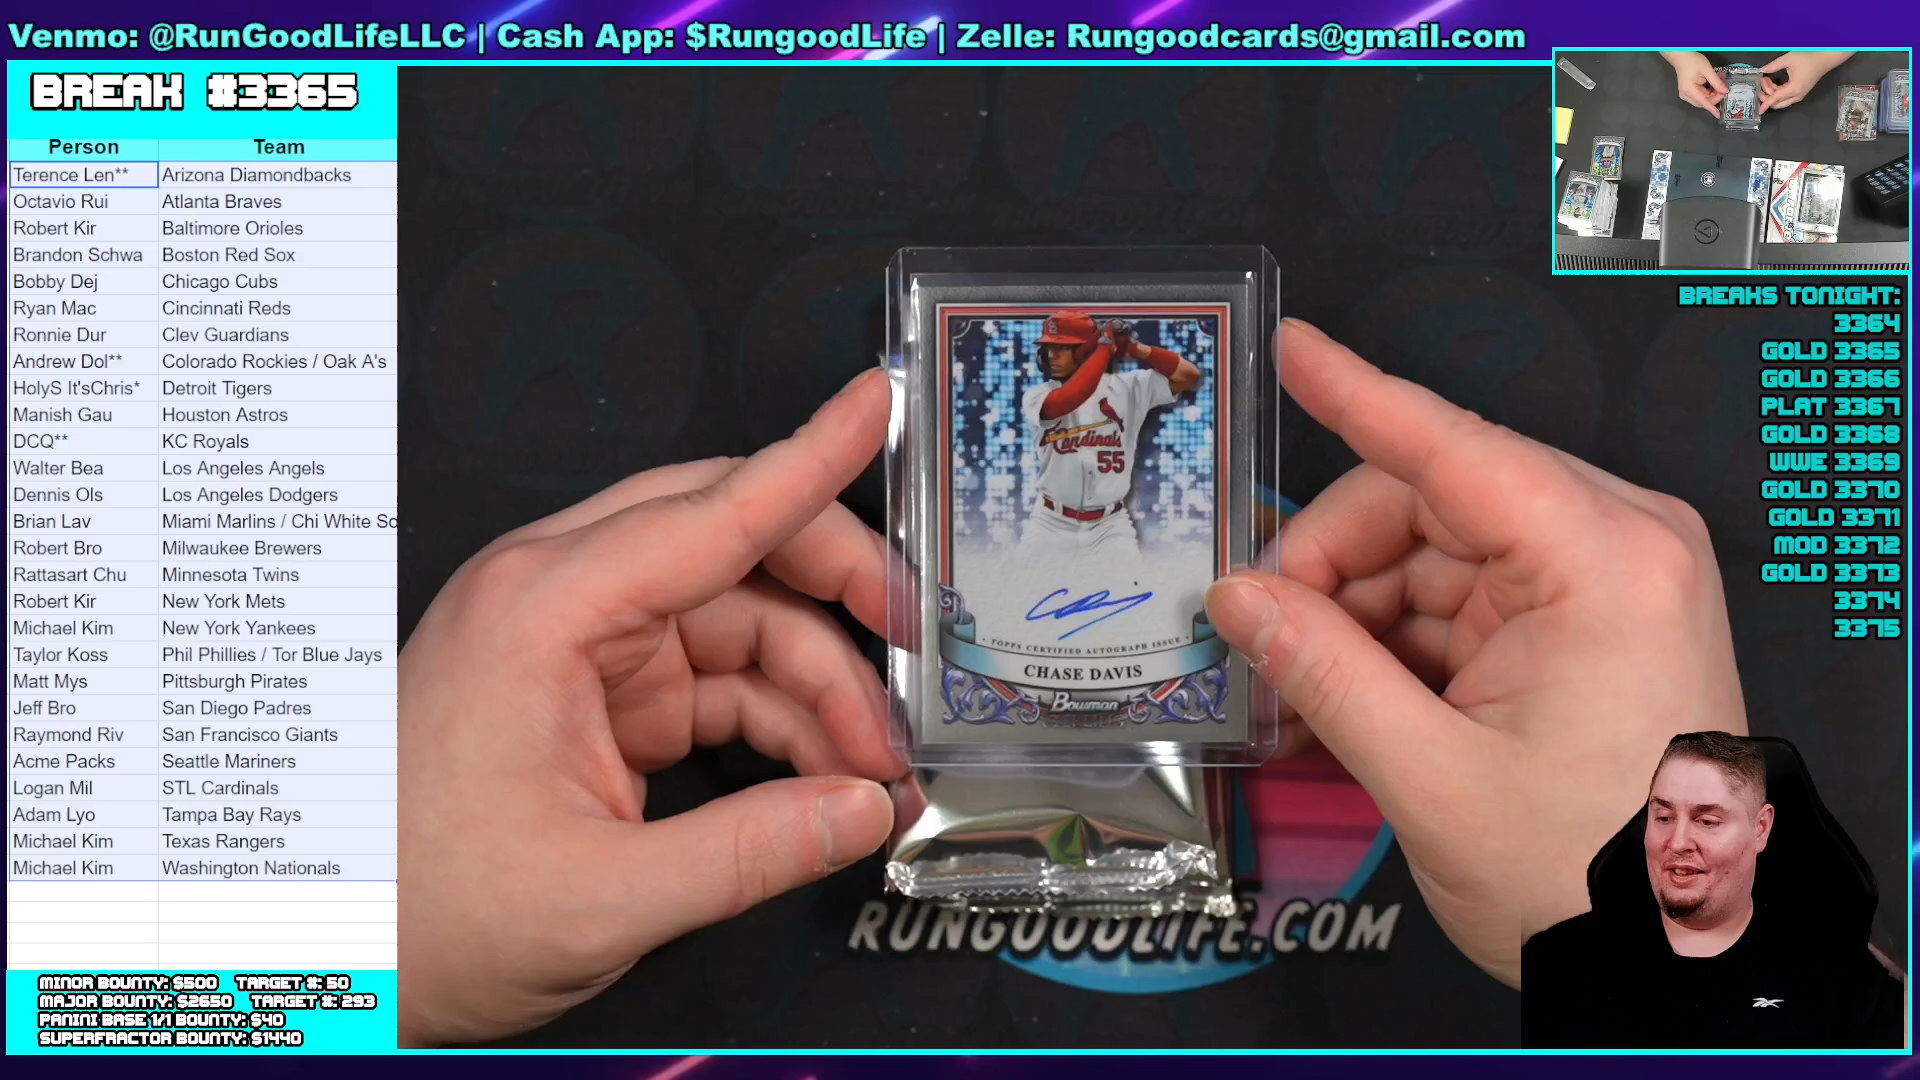 Venmo: @RunGoodLifeLLC | Cash App: $RungoodLife | Zelle: Rungoodcards@gmail.com
BREAK #3365
Person Team
Terence Len** Arizona Diamondbacks
Octavio Rui Atlanta Braves
Robert Kir Baltimore Orioles
Brandon Schwa Boston Red Sox
Bobby Dej Chicago Cubs
Ryan Mac Cincinnati Reds
Ronnie Dur Clev Guardians
Andrew Dol** Colorado Rockies / Oak A's
HolyS It'sChris* Detroit Tigers
Manish Gau Houston Astros
DCQ** KC Royals
Walter Bea Los Angeles Angels
Dennis Ols Los Angeles Dodgers
Brian Lav Miami Marlins / Chi White So
Robert Bro Milwaukee Brewers
Rattasart Chu Minnesota Twins
Robert Kir New York Mets
Michael Kim New York Yankees
Taylor Koss Phil Phillies / Tor Blue Jays
Matt Mys Pittsburgh Pirates
Jeff Bro San Diego Padres
Raymond Riv San Francisco Giants
Acme Packs Seattle Mariners
Logan Mil STL Cardinals
Adam Lyo Tampa Bay Rays
Michael Kim Texas Rangers
Michael Kim Washington Nationals
MINOR BOUNTY: $500 TARGET #: 50
MAJOR BOUNTY: $2650 TARGET #: 293
PANINI BASE 1/1 BOUNTY: $40
SUPERFRACTOR BOUNTY: $1440
Cardinals
55
TOPPS CERTIFIED AUTOGRAPH ISSUE
CHASE DAVIS
Bowman
RUNGOODLIFE.COM
BREAKS TONIGHT:
3364
GOLD 3365
GOLD 3366
PLAT 3367
GOLD 3368
WWE 3369
GOLD 3370
GOLD 3371
MOD 3372
GOLD 3373
3374
3375